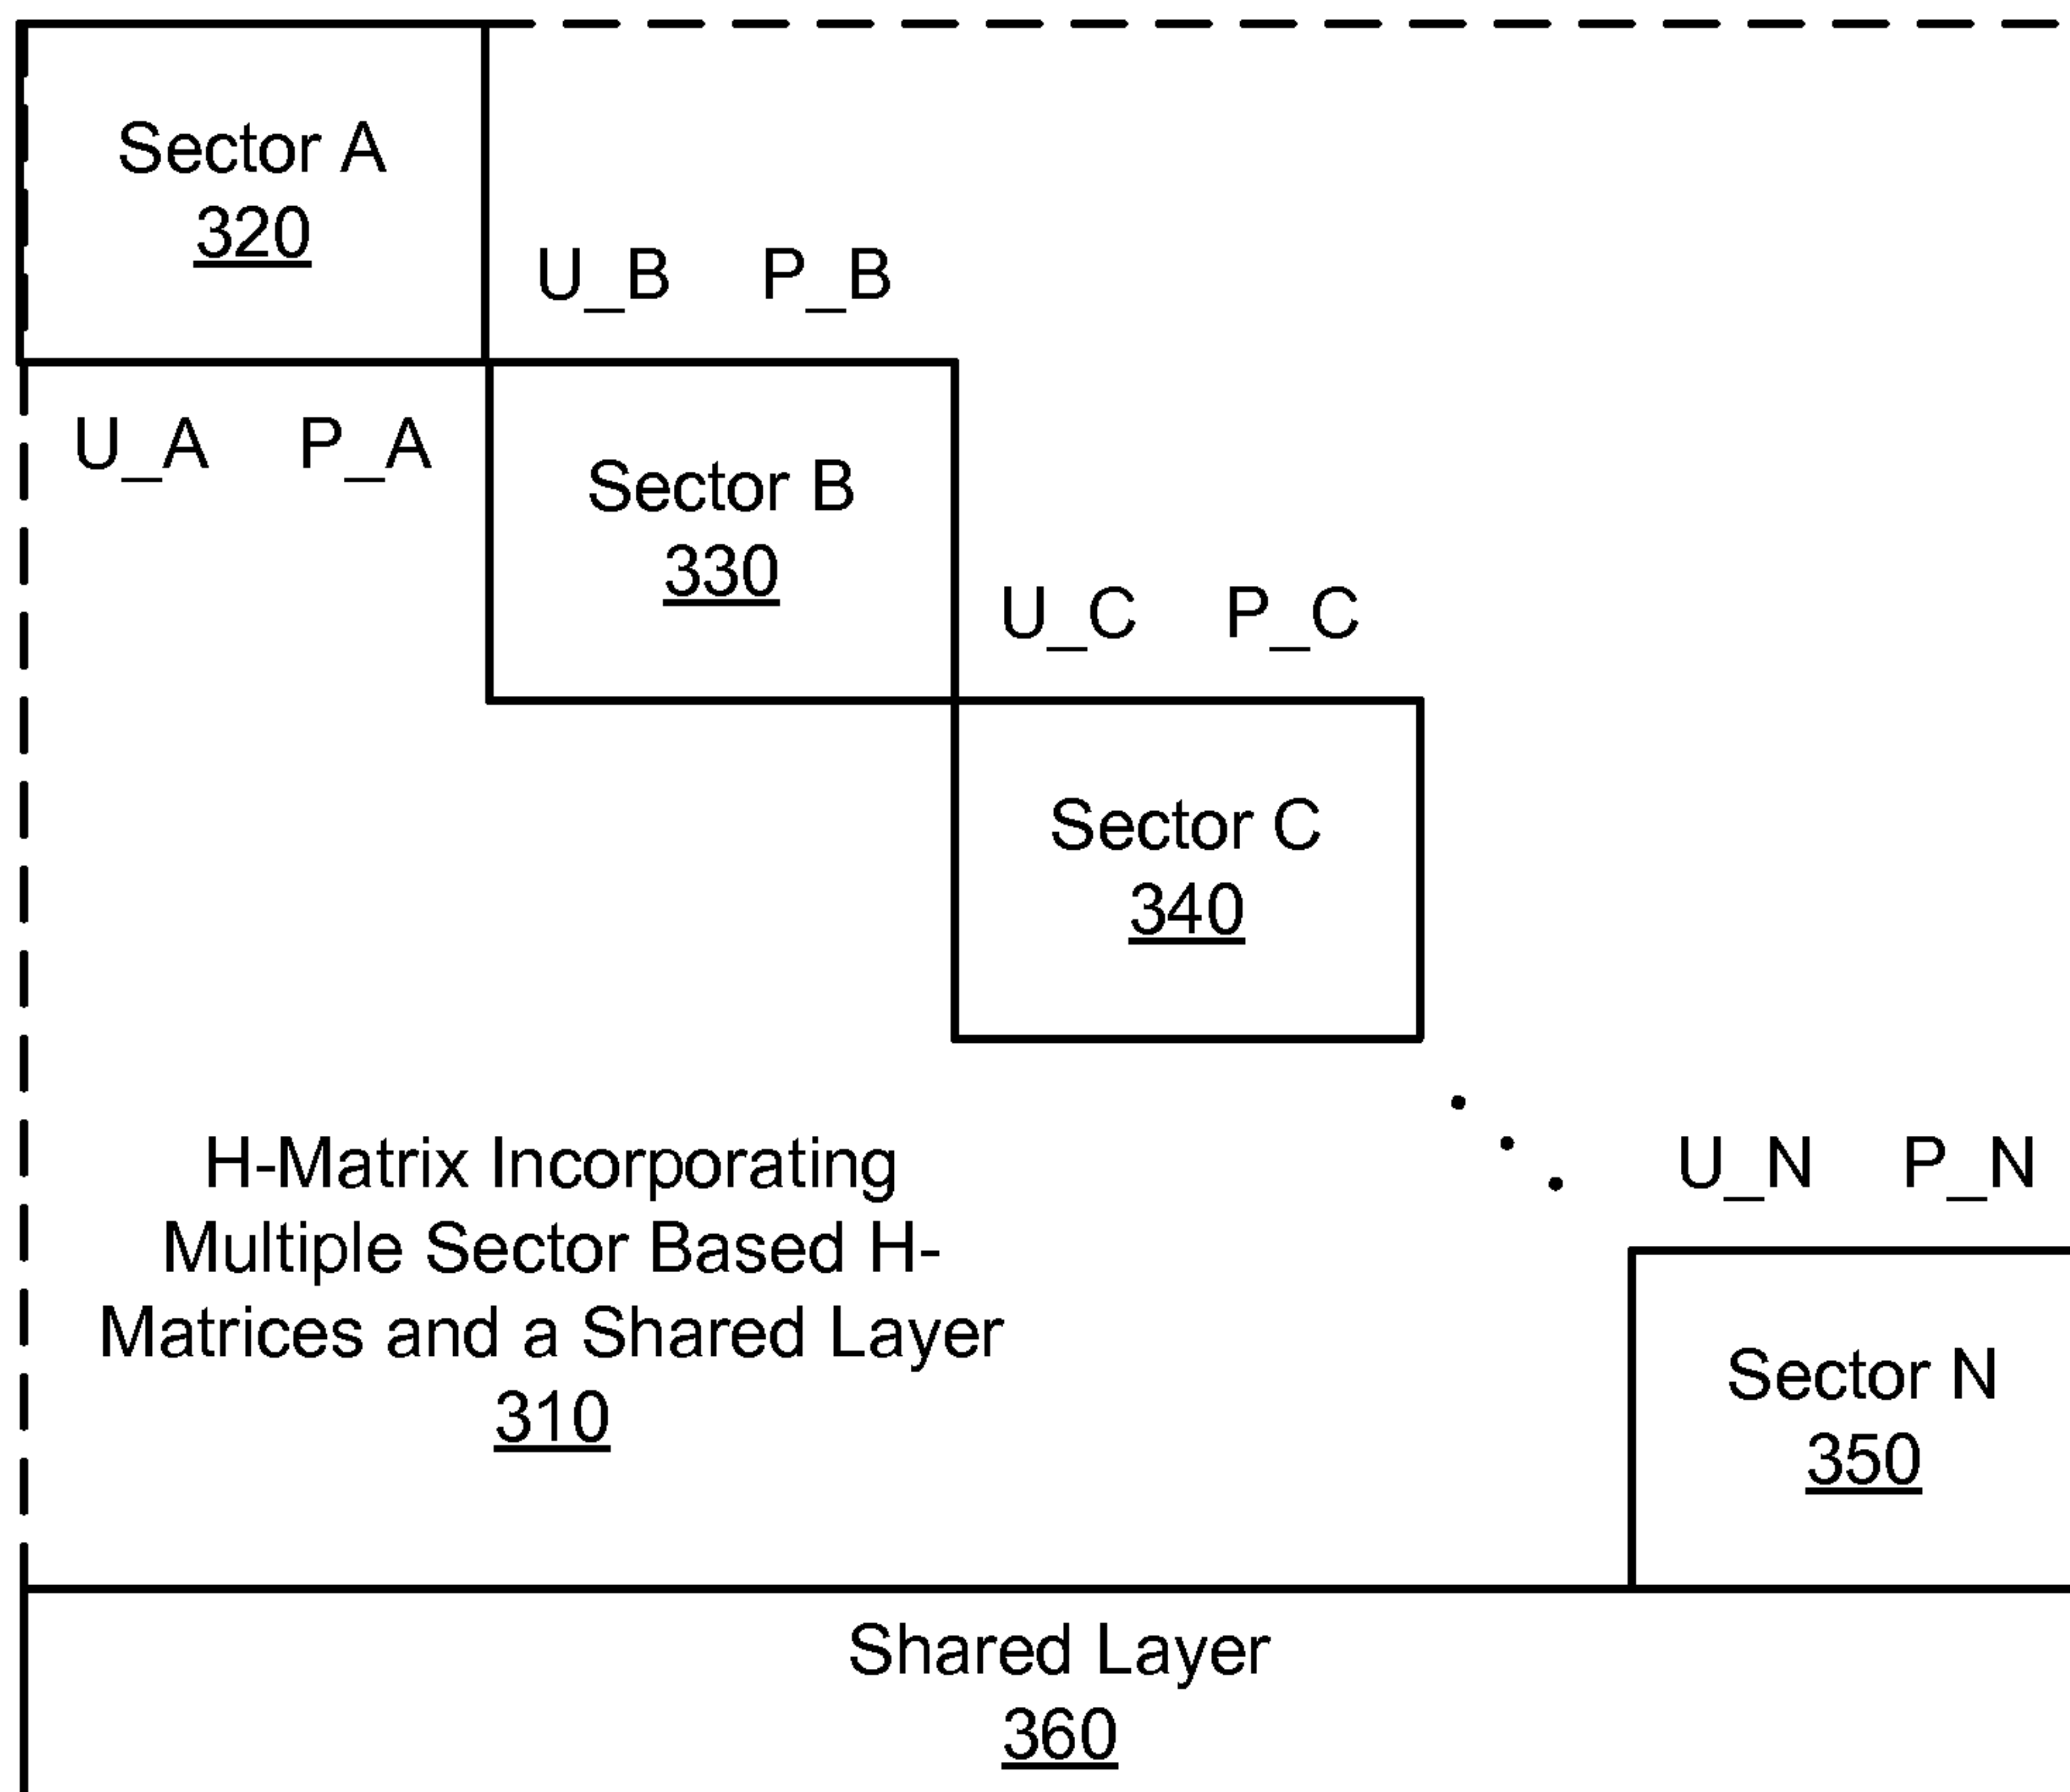 Sector A
320
U_B P_B
U_A P_A
Sector B
330
U_C P_C
Sector C
340
H-Matrix Incorporating
Multiple Sector Based H-
Matrices and a Shared Layer
310
U_N P_N
Sector N
350
Shared Layer
360